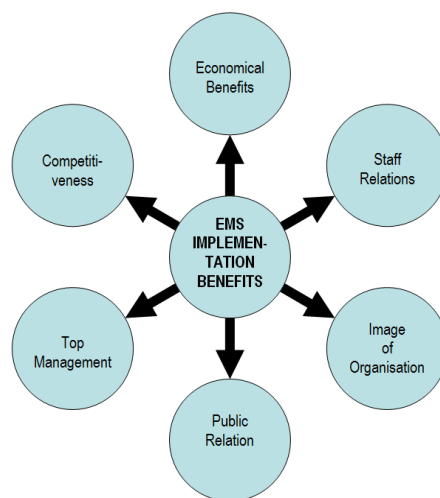 Economical
Benefits
Competiti-
veness
Staff
Relations
EMS
IMPLEMEN-
TATION
BENEFITS
Top
Management
Image
of
Organisation
Public
Relation